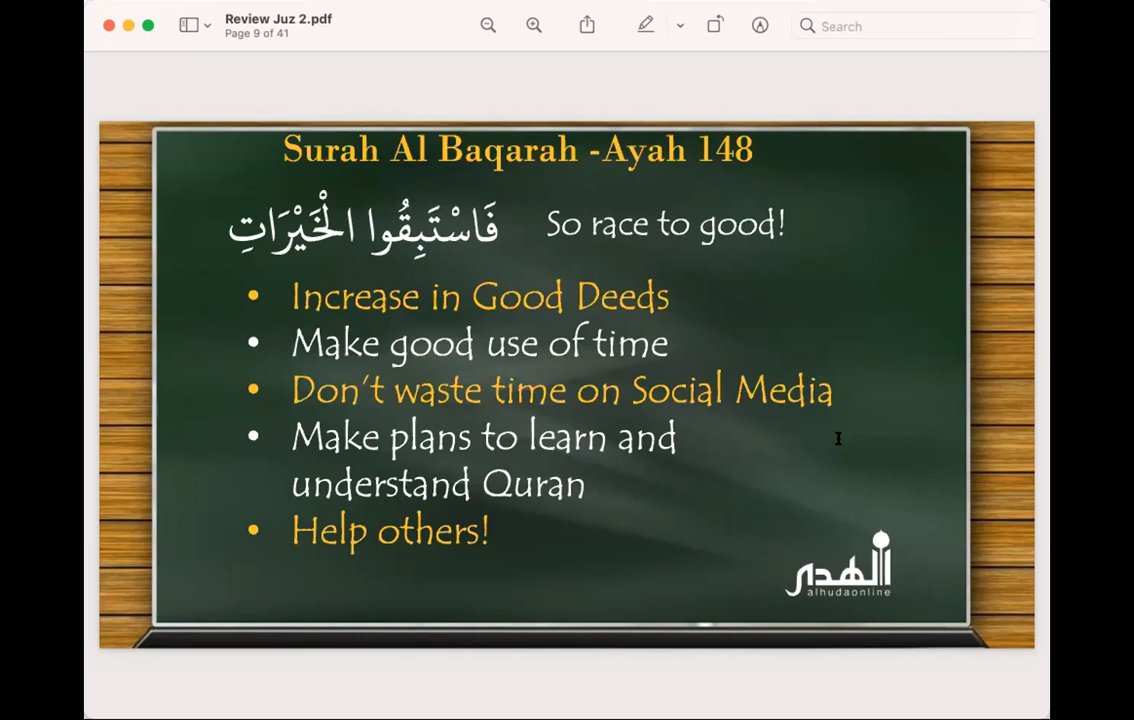 Review Juz 2.pdf
Page 9 of 41
Search
Surah Al Baqarah -Ayah 148
فَاسْتَبِقُوا الْخَيْرَاتِ So race to good!
• Increase in Good Deeds
• Make good use of time
• Don't waste time on Social Media
• Make plans to learn and
understand Quran
• Help others!
الهدى
alhudaonline